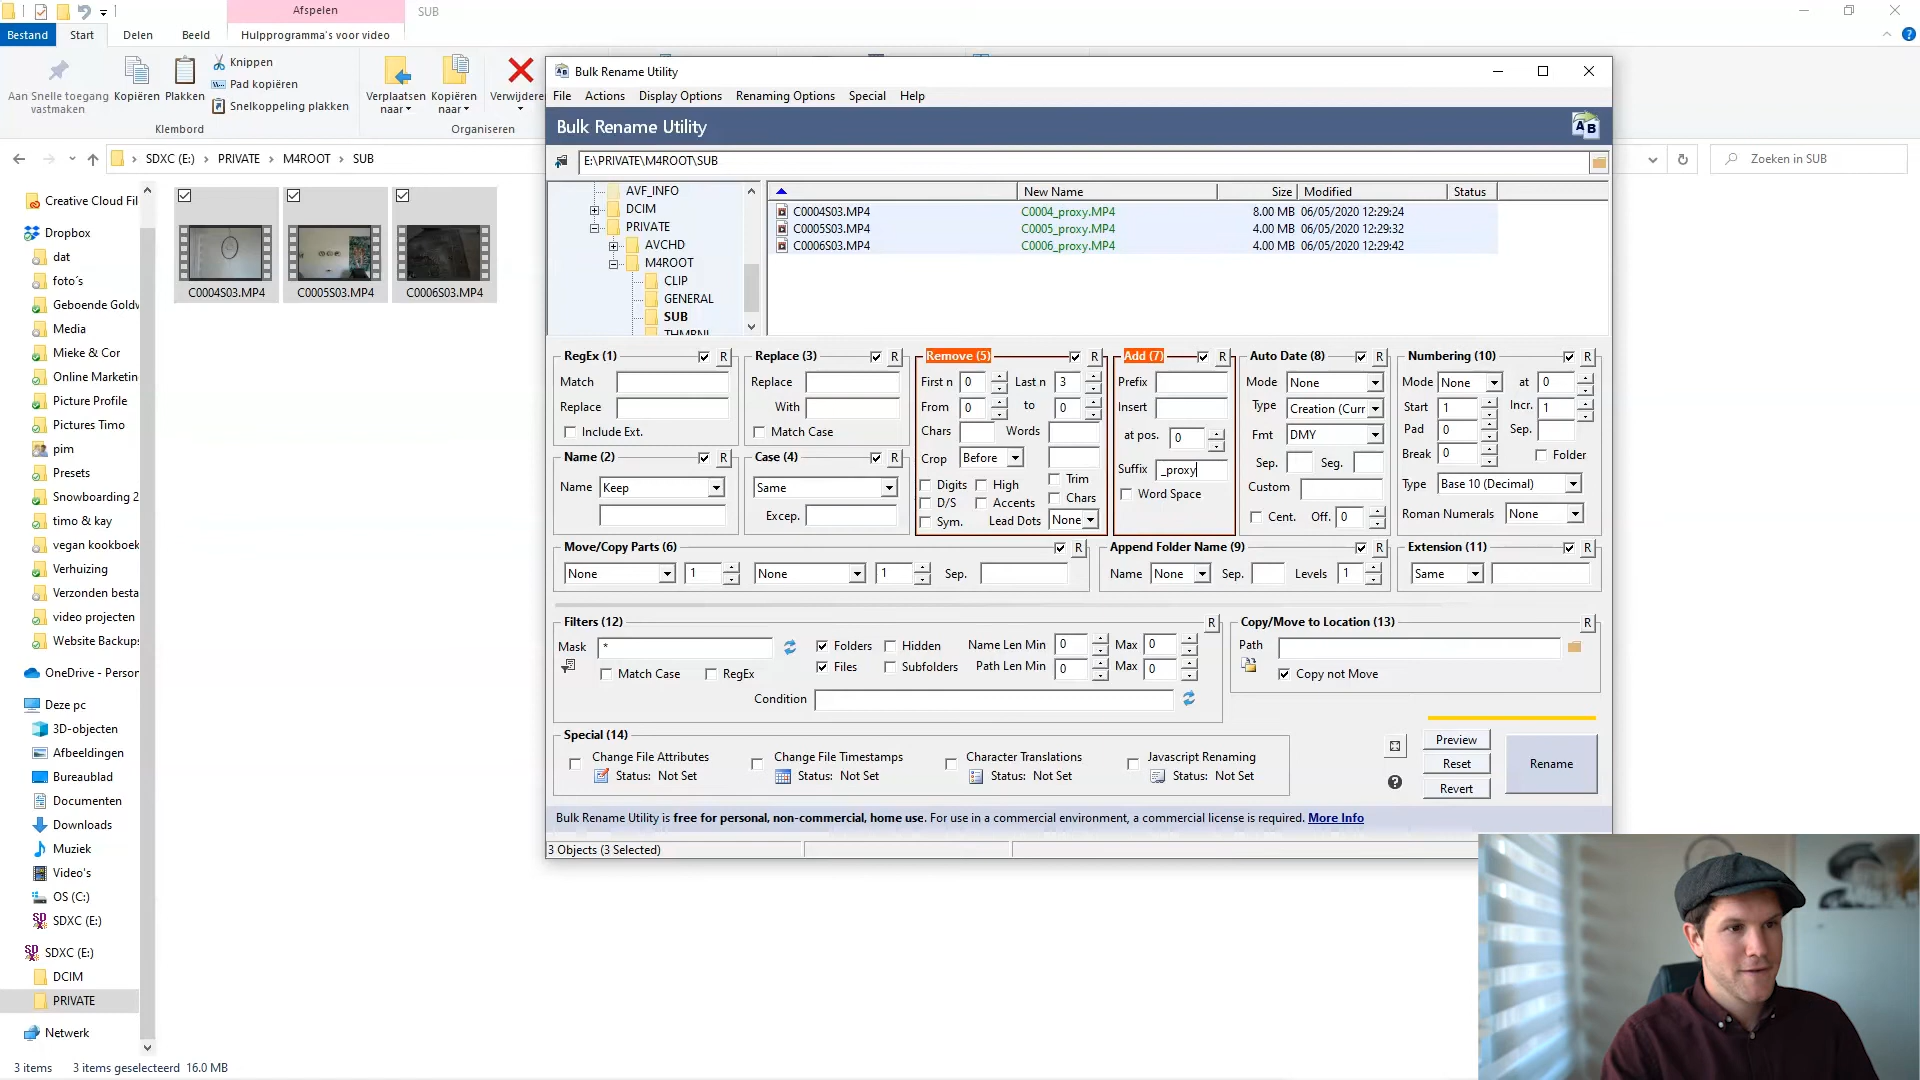 Afspelen
SUB
Bestand
Start
Delen
Beeld
Hulpprogramma's voor video
Aan Snelle toegang
vastmaken
Kopiëren
Plakken
Knippen
Pad kopiëren
Snelkoppeling plakken
Klembord
Verplaatsen
naar
Kopiëren
naar
Verwijdere
Organiseren
SDXC (E:) > PRIVATE > M4ROOT > SUB
Zoeken in SUB
Creative Cloud Fil
Dropbox
dat
foto´s
Geboende Goldw
Media
Mieke & Cor
Online Marketin
Picture Profile
Pictures Timo
pim
Presets
Snowboarding 2
timo & kay
vegan kookboek
Verhuizing
Verzonden besta
video projecten
Website Backups
OneDrive - Person
Deze pc
3D-objecten
Afbeeldingen
Bureaublad
Documenten
Downloads
Muziek
Video's
OS (C:)
SDXC (E:)
SDXC (E:)
DCIM
PRIVATE
Netwerk
3 items
3 items geselecteerd 16.0 MB
C0004S03.MP4
C0005S03.MP4
C0006S03.MP4
Bulk Rename Utility
File Actions Display Options Renaming Options Special Help
Bulk Rename Utility
AB
E:\PRIVATE\M4ROOT\SUB
AVF_INFO
DCIM
PRIVATE
AVCHD
M4ROOT
CLIP
GENERAL
SUB
THMBNL
New Name Size Modified Status
C0004S03.MP4 C0004_proxy.MP4 8.00 MB 06/05/2020 12:29:24
C0005S03.MP4 C0005_proxy.MP4 4.00 MB 06/05/2020 12:29:32
C0006S03.MP4 C0006_proxy.MP4 4.00 MB 06/05/2020 12:29:42
RegEx (1) R
Match
Replace
Include Ext.
Name (2) R
Name Keep
Replace (3) R
Replace
With
Match Case
Case (4) R
Same
Excep.
Remove (5) R
First n 0 Last n 3
From 0 to 0
Chars Words
Crop Before
Digits High Trim
D/S Accents Chars
Sym. Lead Dots None
Add (7) R
Prefix
Insert
at pos. 0
Suffix _proxy
Word Space
Auto Date (8) R
Mode None
Type Creation (Curr
Fmt DMY
Sep. Seg.
Custom
Cent. Off. 0
Numbering (10) R
Mode None at 0
Start 1 Incr. 1
Pad 0 Sep.
Break 0 Folder
Type Base 10 (Decimal)
Roman Numerals None
Move/Copy Parts (6) R
None 1 None 1 Sep.
Append Folder Name (9) R
Name None Sep. Levels 1
Extension (11) R
Same
Filters (12) R
Mask * Folders Hidden Name Len Min 0 Max 0
Files Subfolders Path Len Min 0 Max 0
Match Case RegEx
Condition
Copy/Move to Location (13) R
Path
Copy not Move
Special (14)
Change File Attributes
Status: Not Set
Change File Timestamps
Status: Not Set
Character Translations
Status: Not Set
Javascript Renaming
Status: Not Set
Preview
Reset
Revert
Rename
Bulk Rename Utility is free for personal, non-commercial, home use. For use in a commercial environment, a commercial license is required. More Info
3 Objects (3 Selected)